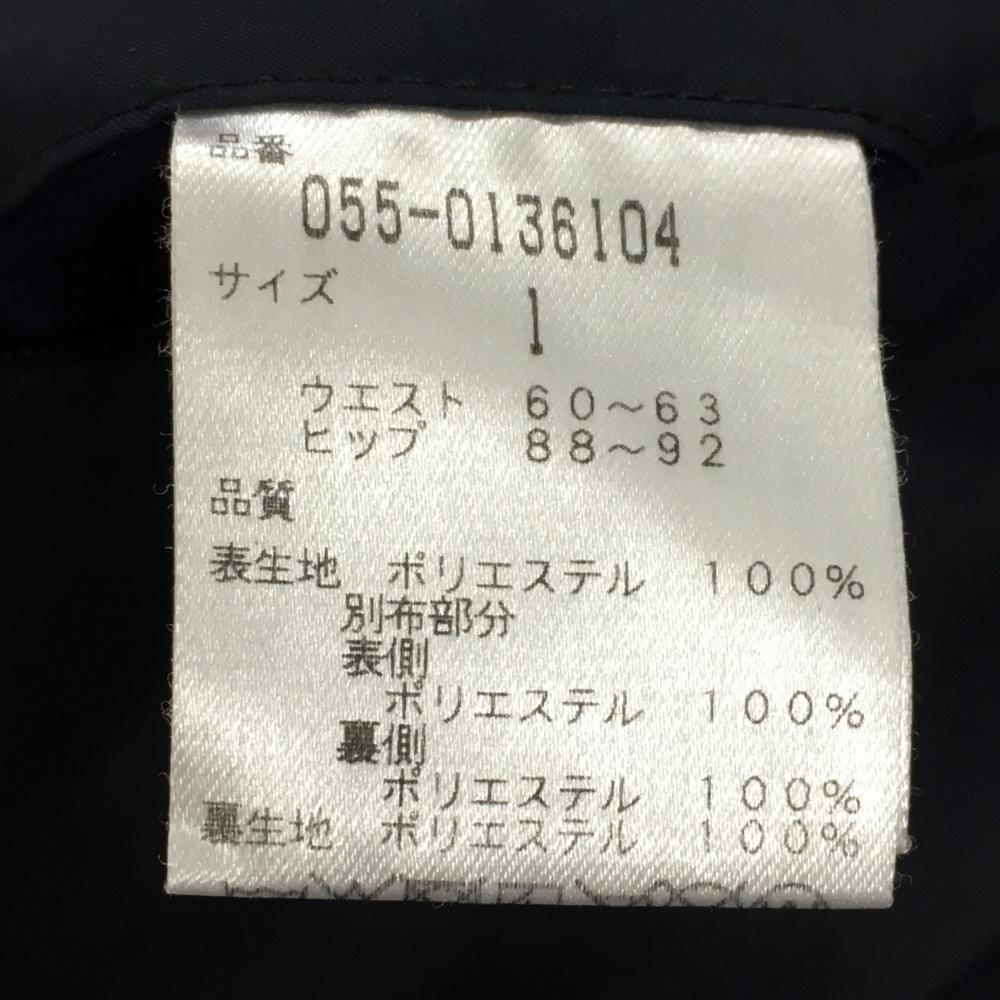 品番
055-0136104
サイズ
1
ウエスト 60～63
ヒップ 88～92
品質
表生地 ポリエステル 100%
別布部分
表側
ポリエステル 100%
裏側
ポリエステル 100%
裏生地 ポリエステル 100%